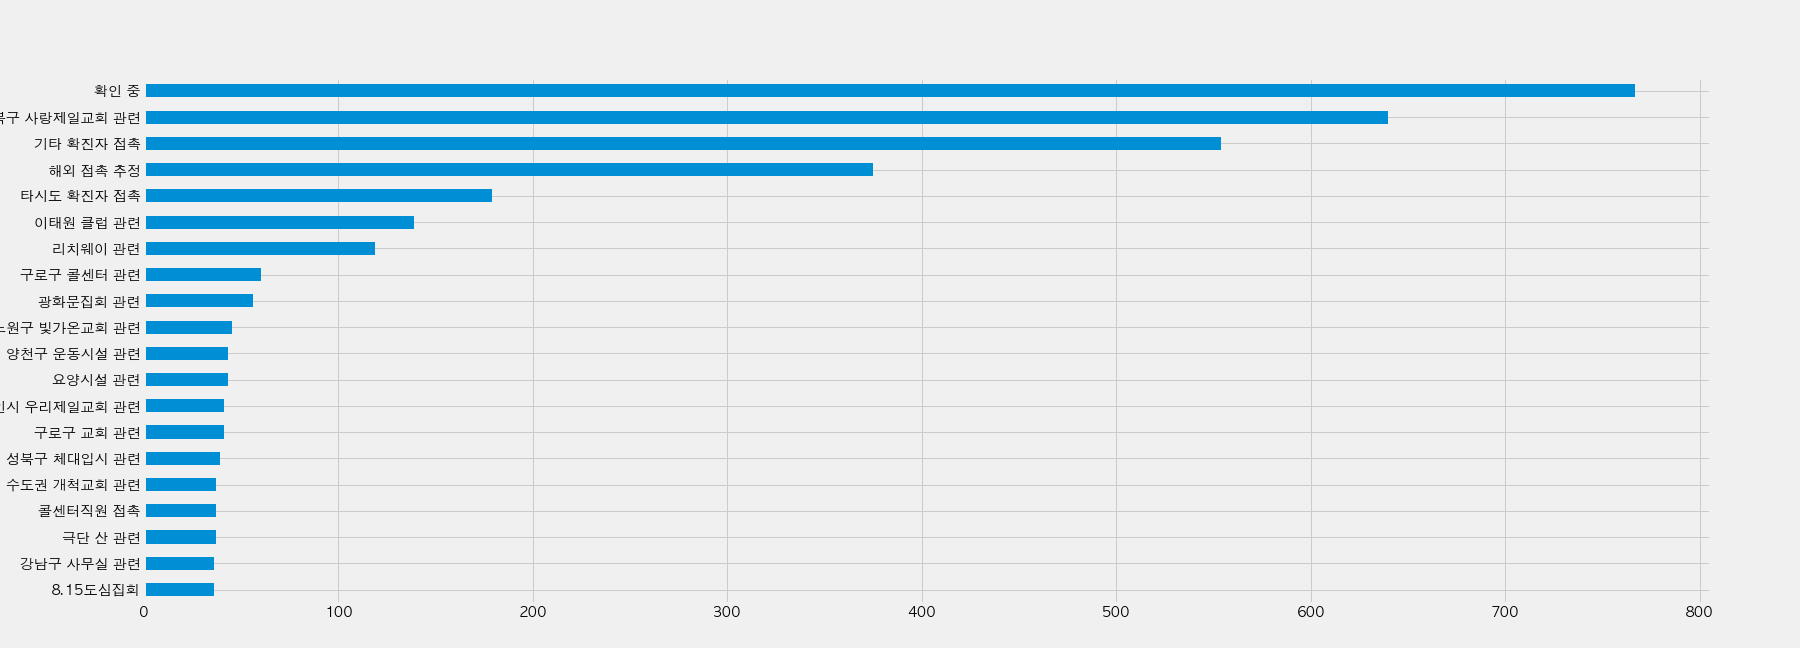 확인 중
북구 사랑제일교회 관련
기타 확진자 접촉
해외 접촉 추정
타시도 확진자 접촉
이태원 클럽 관련
리치웨이 관련
구로구 콜센터 관련
광화문집회 관련
노원구 빛가온교회 관련
양천구 운동시설 관련
요양시설 관련
인시 우리제일교회 관련
구로구 교회 관련
성북구 체대입시 관련
수도권 개척교회 관련
콜센터직원 접촉
극단 산 관련
강남구 사무실 관련
8.15도심집회
0 100 200 300 400 500 600 700 800